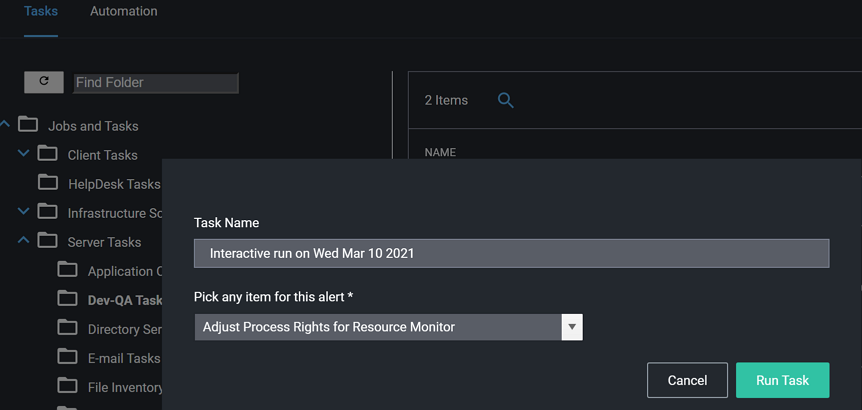 Tasks Automation
Find Folder
2 Items
Jobs and Tasks
NAME
Client Tasks
HelpDesk Tasks
Infrastructure Sc
Server Tasks
Application
Dev-QA Task
Directory Ser
E-mail Tasks
File Inventory
Task Name
Interactive run on Wed Mar 10 2021
Pick any item for this alert *
Adjust Process Rights for Resource Monitor
Cancel Run Task